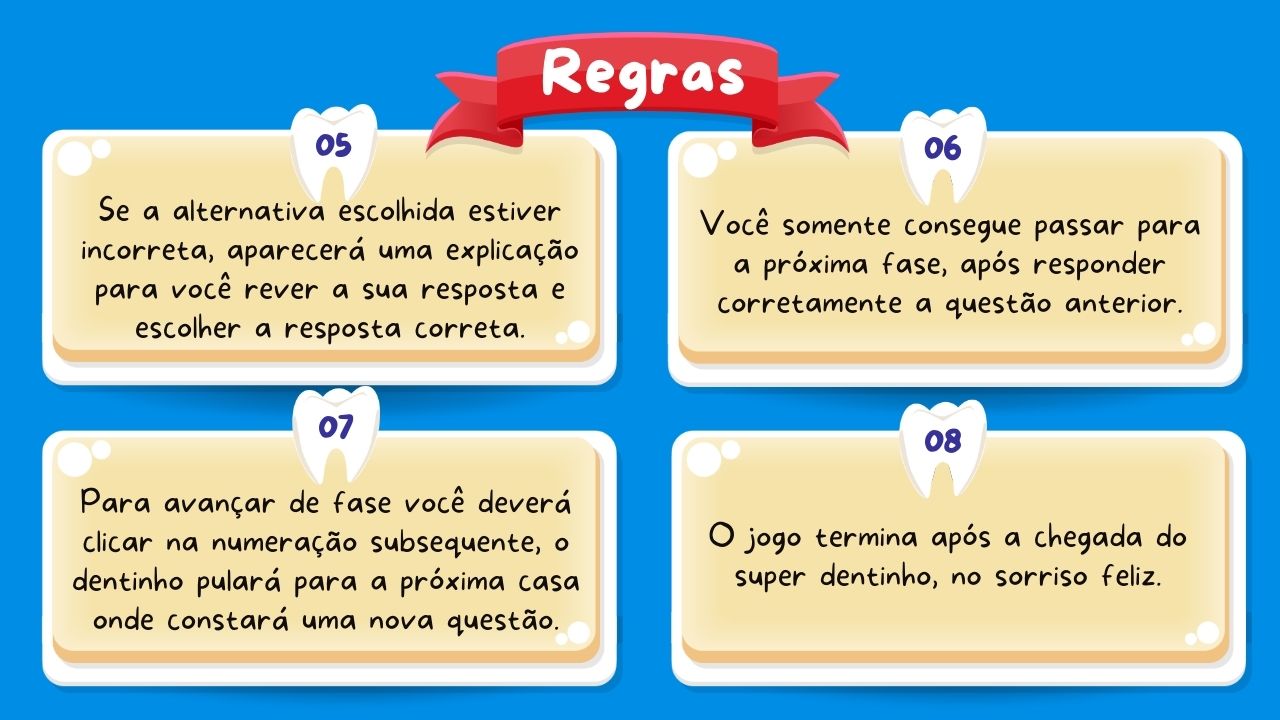 Regras
05
Se a alternativa escolhida estiver
incorreta, aparecerá uma explicação
para você rever a sua resposta e
escolher a resposta correta.
06
Você somente consegue passar para
a próxima fase, após responder
corretamente a questão anterior.
07
Para avançar de fase você deverá
clicar na numeração subsequente, o
dentinho pulará para a próxima casa
onde constará uma nova questão.
08
O jogo termina após a chegada do
super dentinho, no sorriso feliz.